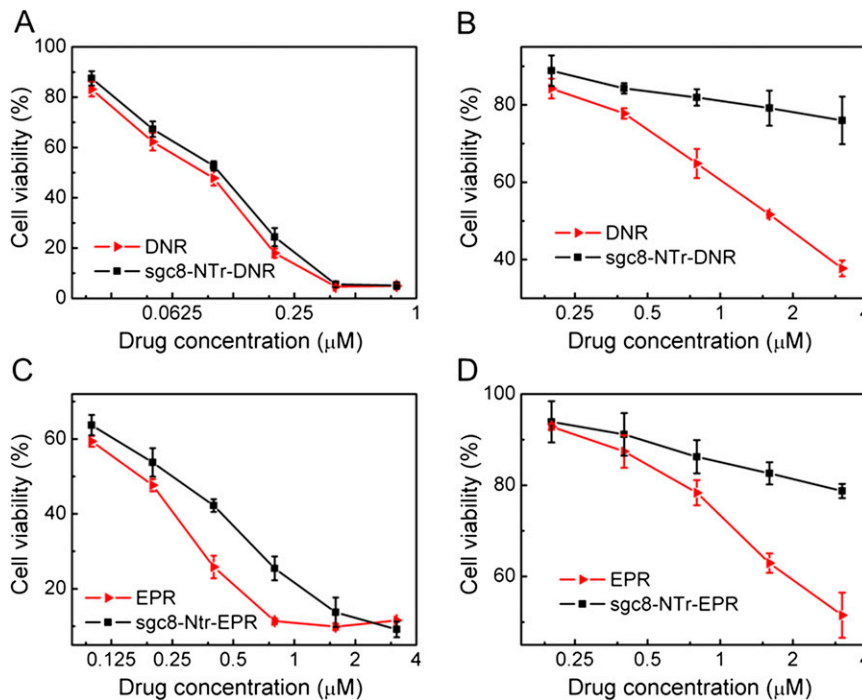 A
100
80
60
40
20
0
Cell viability (%)
DNR
sgc8-NTr-DNR
0.0625 0.25 1
Drug concentration (μM)
B
80
60
40
Cell viability (%)
DNR
sgc8-NTr-DNR
0.25 0.5 1 2 4
Drug concentration (μM)
C
60
40
20
Cell viability (%)
EPR
sgc8-Ntr-EPR
0.125 0.25 0.5 1 2 4
Drug concentration (μM)
D
100
80
60
Cell viability (%)
EPR
sgc8-NTr-EPR
0.25 0.5 1 2 4
Drug concentration (μM)